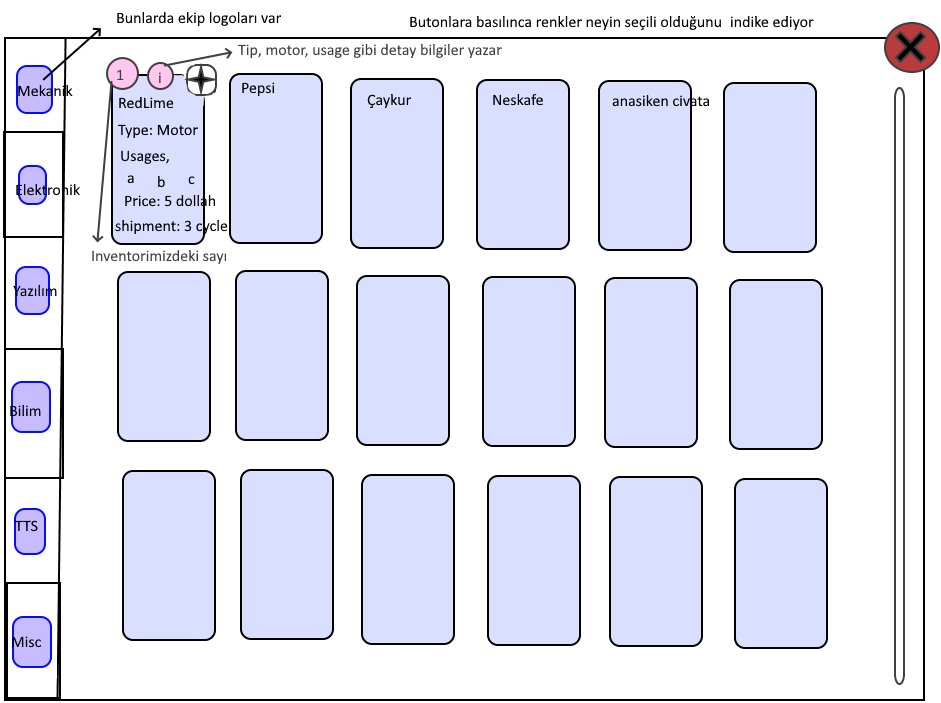 Bunlarda ekip logoları var
Butonlara basılınca renkler neyin seçili olduğunu indike ediyor
Tip, motor, usage gibi detay bilgiler yazar
Mekanik
1
i
RedLime
Type: Motor
Usages,
a b c
Price: 5 dollah
shipment: 3 cycle
Inventorimizdeki sayı
Pepsi
Çaykur
Neskafe
anasiken civata
Elektronik
Yazılım
Bilim
TTS
Misc